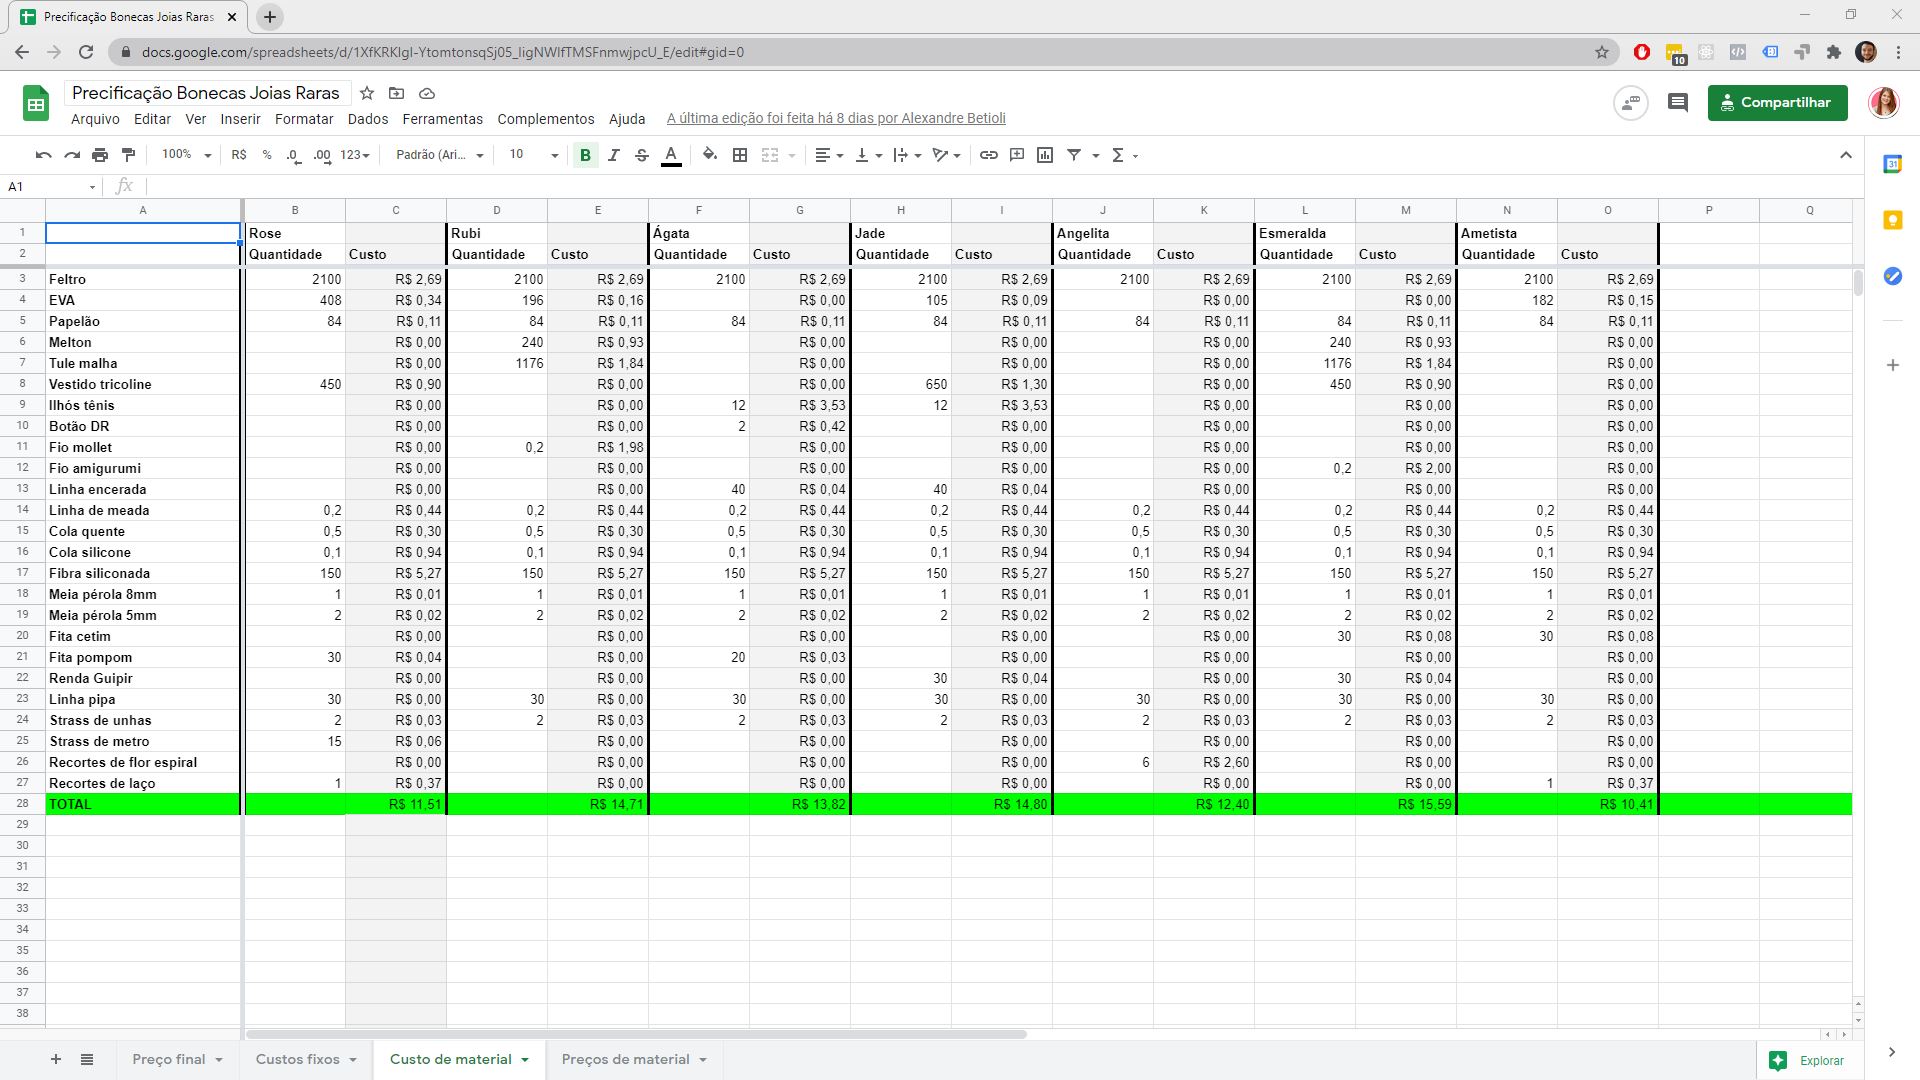 Precificação Bonecas Joias Raras
docs.google.com/spreadsheets/d/1XfKRKIgI-YtomtonsqSj05_IigNWIfTMSFnmwjpcU_E/edit#gid=0
10
Precificação Bonecas Joias Raras
Compartilhar
Arquivo Editar Ver Inserir Formatar Dados Ferramentas Complementos Ajuda A última edição foi feita há 8 dias por Alexandre Betioli
100% R$ % .0 .00 123 Padrão (Ari... 10 B I S A Σ
31
A1 fx
A B C D E F G H I J K L M N O P Q
1 Rose Rubi Ágata Jade Angelita Esmeralda Ametista
2 Quantidade Custo Quantidade Custo Quantidade Custo Quantidade Custo Quantidade Custo Quantidade Custo Quantidade Custo
3 Feltro 2100 R$ 2,69 2100 R$ 2,69 2100 R$ 2,69 2100 R$ 2,69 2100 R$ 2,69 2100 R$ 2,69 2100 R$ 2,69
4 EVA 408 R$ 0,34 196 R$ 0,16 R$ 0,00 105 R$ 0,09 R$ 0,00 R$ 0,00 182 R$ 0,15
5 Papelão 84 R$ 0,11 84 R$ 0,11 84 R$ 0,11 84 R$ 0,11 84 R$ 0,11 84 R$ 0,11 84 R$ 0,11
6 Melton R$ 0,00 240 R$ 0,93 R$ 0,00 R$ 0,00 R$ 0,00 240 R$ 0,93 R$ 0,00
7 Tule malha R$ 0,00 1176 R$ 1,84 R$ 0,00 R$ 0,00 R$ 0,00 1176 R$ 1,84 R$ 0,00
8 Vestido tricoline 450 R$ 0,90 R$ 0,00 R$ 0,00 650 R$ 1,30 R$ 0,00 450 R$ 0,90 R$ 0,00
9 Ilhós tênis R$ 0,00 R$ 0,00 12 R$ 3,53 12 R$ 3,53 R$ 0,00 R$ 0,00 R$ 0,00
10 Botão DR R$ 0,00 R$ 0,00 2 R$ 0,42 R$ 0,00 R$ 0,00 R$ 0,00 R$ 0,00
11 Fio mollet R$ 0,00 0,2 R$ 1,98 R$ 0,00 R$ 0,00 R$ 0,00 R$ 0,00 R$ 0,00
12 Fio amigurumi R$ 0,00 R$ 0,00 R$ 0,00 R$ 0,00 R$ 0,00 0,2 R$ 2,00 R$ 0,00
13 Linha encerada R$ 0,00 R$ 0,00 40 R$ 0,04 40 R$ 0,04 R$ 0,00 R$ 0,00 R$ 0,00
14 Linha de meada 0,2 R$ 0,44 0,2 R$ 0,44 0,2 R$ 0,44 0,2 R$ 0,44 0,2 R$ 0,44 0,2 R$ 0,44 0,2 R$ 0,44
15 Cola quente 0,5 R$ 0,30 0,5 R$ 0,30 0,5 R$ 0,30 0,5 R$ 0,30 0,5 R$ 0,30 0,5 R$ 0,30 0,5 R$ 0,30
16 Cola silicone 0,1 R$ 0,94 0,1 R$ 0,94 0,1 R$ 0,94 0,1 R$ 0,94 0,1 R$ 0,94 0,1 R$ 0,94 0,1 R$ 0,94
17 Fibra siliconada 150 R$ 5,27 150 R$ 5,27 150 R$ 5,27 150 R$ 5,27 150 R$ 5,27 150 R$ 5,27 150 R$ 5,27
18 Meia pérola 8mm 1 R$ 0,01 1 R$ 0,01 1 R$ 0,01 1 R$ 0,01 1 R$ 0,01 1 R$ 0,01 1 R$ 0,01
19 Meia pérola 5mm 2 R$ 0,02 2 R$ 0,02 2 R$ 0,02 2 R$ 0,02 2 R$ 0,02 2 R$ 0,02 2 R$ 0,02
20 Fita cetim R$ 0,00 R$ 0,00 R$ 0,00 R$ 0,00 R$ 0,00 30 R$ 0,08 30 R$ 0,08
21 Fita pompom 30 R$ 0,04 R$ 0,00 20 R$ 0,03 R$ 0,00 R$ 0,00 R$ 0,00 R$ 0,00
22 Renda Guipir R$ 0,00 R$ 0,00 R$ 0,00 30 R$ 0,04 R$ 0,00 30 R$ 0,04 R$ 0,00
23 Linha pipa 30 R$ 0,00 30 R$ 0,00 30 R$ 0,00 30 R$ 0,00 30 R$ 0,00 30 R$ 0,00 30 R$ 0,00
24 Strass de unhas 2 R$ 0,03 2 R$ 0,03 2 R$ 0,03 2 R$ 0,03 2 R$ 0,03 2 R$ 0,03 2 R$ 0,03
25 Strass de metro 15 R$ 0,06 R$ 0,00 R$ 0,00 R$ 0,00 R$ 0,00 R$ 0,00 R$ 0,00
26 Recortes de flor espiral R$ 0,00 R$ 0,00 R$ 0,00 R$ 0,00 6 R$ 2,60 R$ 0,00 R$ 0,00
27 Recortes de laço 1 R$ 0,37 R$ 0,00 R$ 0,00 R$ 0,00 R$ 0,00 R$ 0,00 1 R$ 0,37
28 TOTAL R$ 11,51 R$ 14,71 R$ 13,82 R$ 14,80 R$ 12,40 R$ 15,59 R$ 10,41
29
30
31
32
33
34
35
36
37
38
Preço final Custos fixos Custo de material Preços de material Explorar